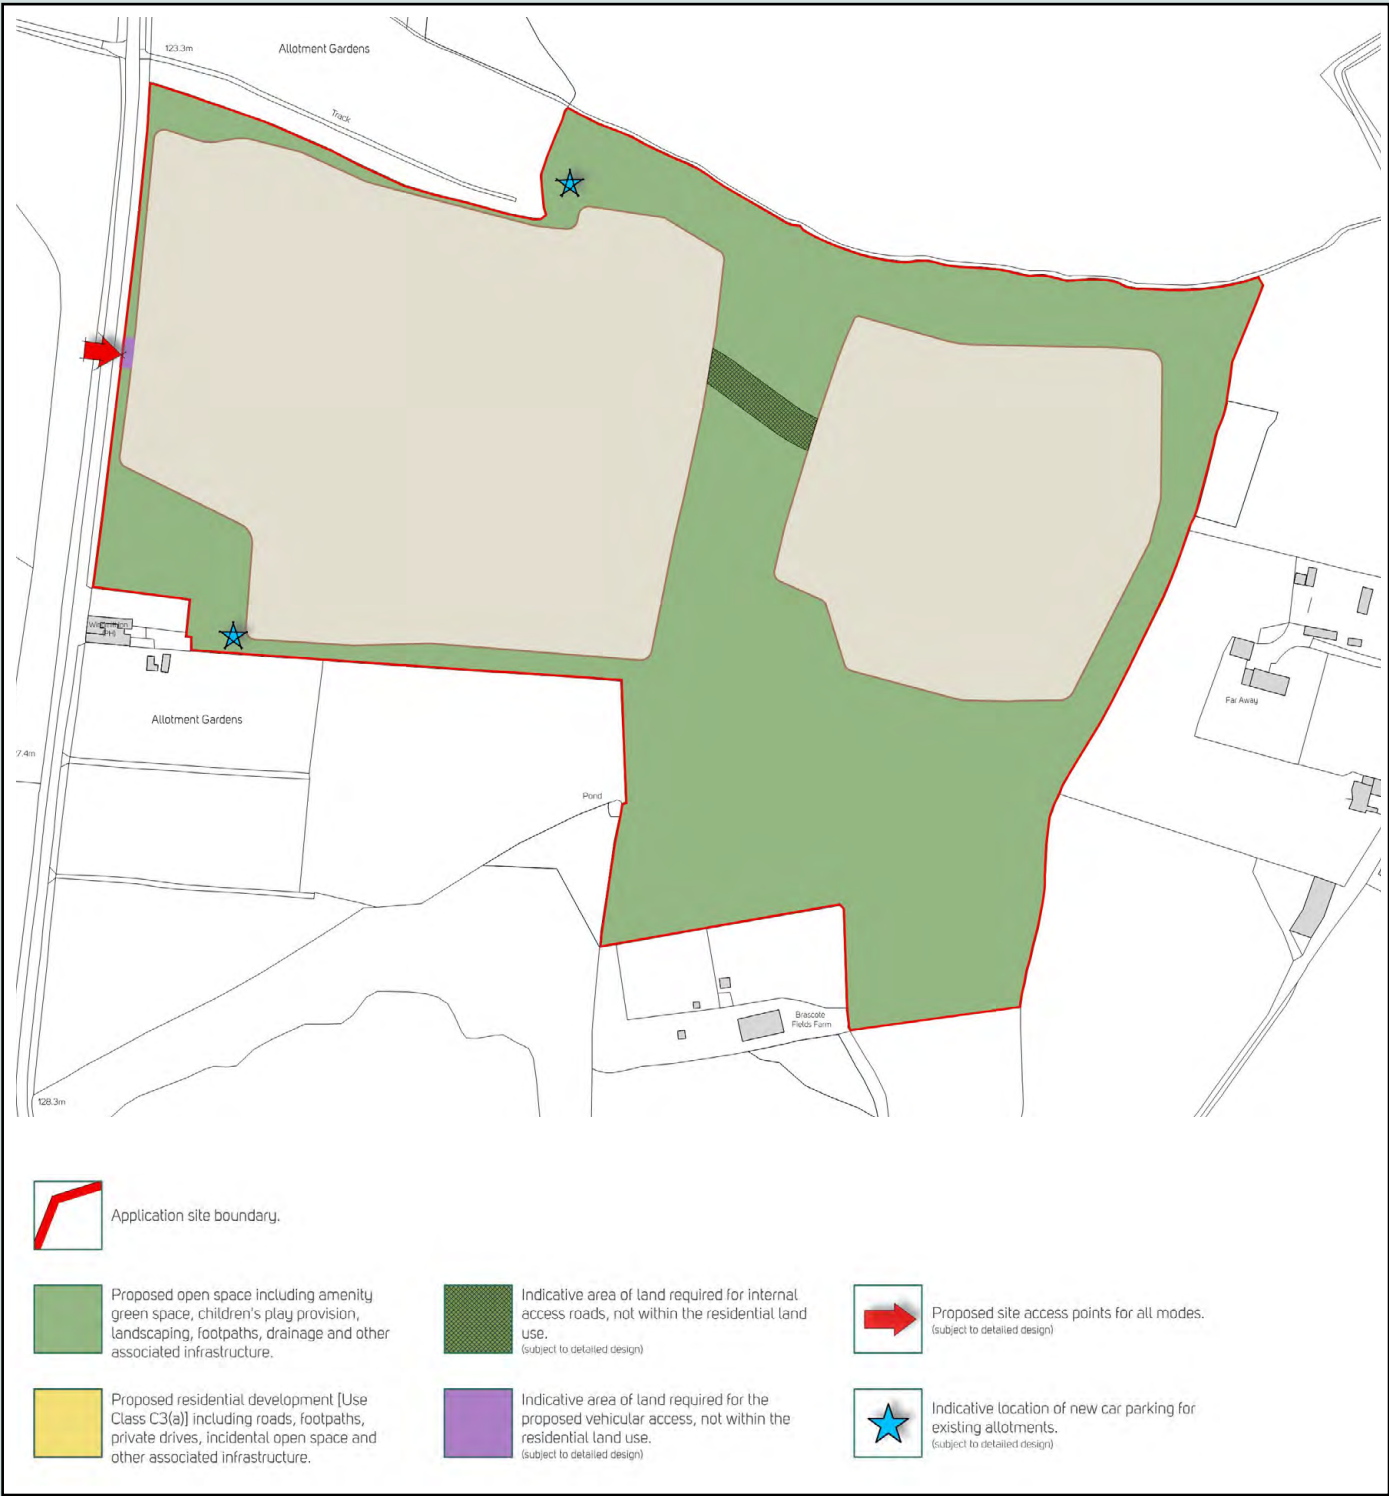 123.3m
Allotment Gardens
Track
(PH)
Allotment Gardens
7.4m
Pond
Far Away
Brascote
Fields Farm
128.3m
Application site boundary.
Proposed open space including amenity
green space, children's play provision,
landscaping, footpaths, drainage and other
associated infrastructure.
Indicative area of land required for internal
access roads, not within the residential land
use.
(subject to detailed design)
Proposed site access points for all modes.
(subject to detailed design)
Proposed residential development [Use
Class C3(a)] including roads, footpaths,
private drives, incidental open space and
other associated infrastructure.
Indicative area of land required for the
proposed vehicular access, not within the
residential land use.
(subject to detailed design)
Indicative location of new car parking for
existing allotments.
(subject to detailed design)